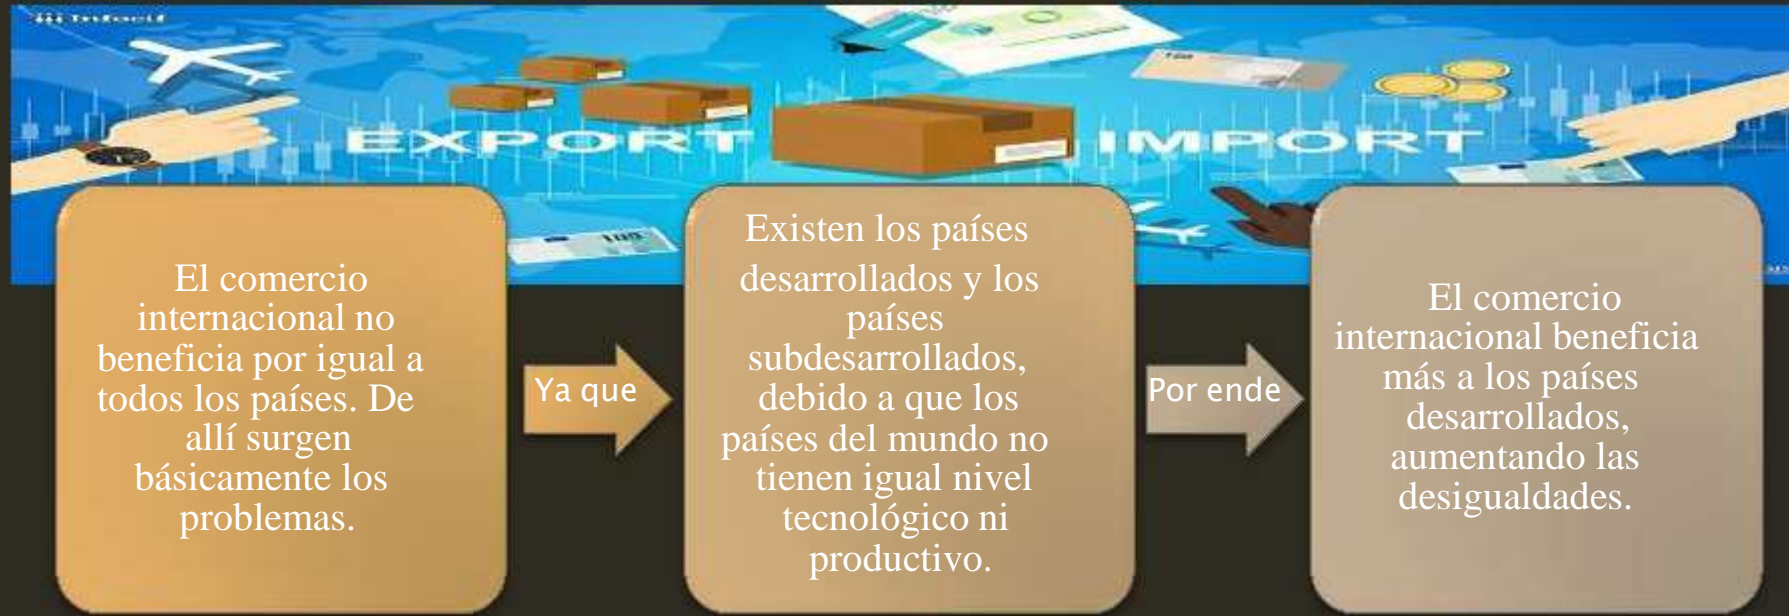 EXPORT IMPORT
El comercio
internacional no
beneficia por igual a
todos los países. De
allí surgen
básicamente los
problemas.
Ya que
Existen los países
desarrollados y los
países
subdesarrollados,
debido a que los
países del mundo no
tienen igual nivel
tecnológico ni
productivo.
Por ende
El comercio
internacional beneficia
más a los países
desarrollados,
aumentando las
desigualdades.